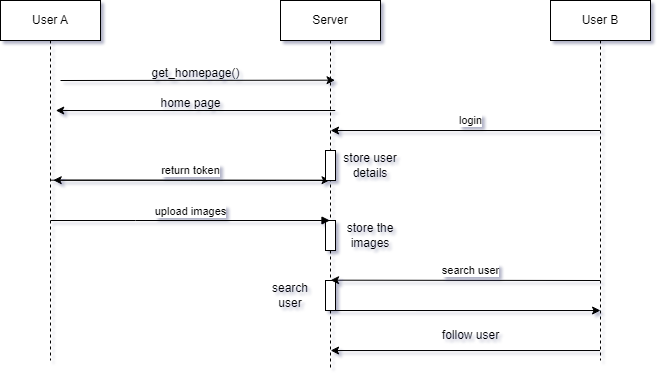 User A
Server
User B
get_homepage()
home page
login
store user
details
return token
upload images
store the
images
search user
search
user
follow user